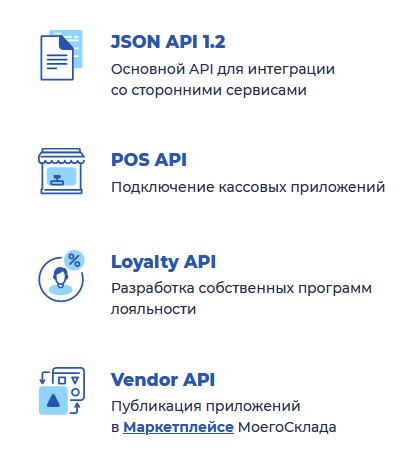 JSON API 1.2
Основной API для интеграции
со сторонними сервисами
POS API
Подключение кассовых приложений
%
Loyalty API
Разработка собственных программ
лояльности
Vendor API
Публикация приложений
в Маркетплейсе МоегоСклада